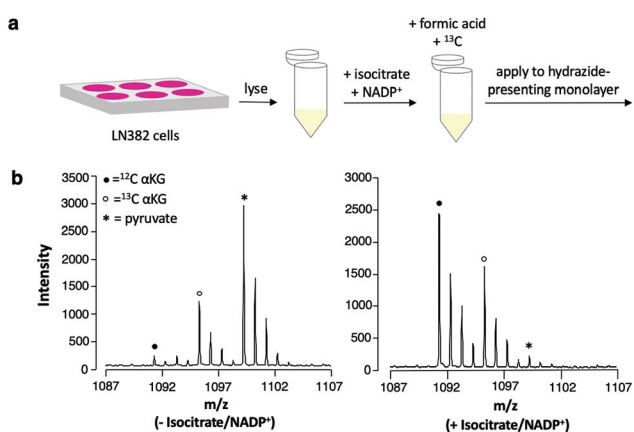 a
LN382 cells
lyse
+ isocitrate
+ NADP⁺
+ formic acid
+ ¹³C
apply to hydrazide-
presenting monolayer
b
Intensity
3500
3000
2500
2000
1500
1000
500
0
●=¹²C αKG
○=¹³C αKG
* = pyruvate
●
○
*
1087 1092 1097 1102 1107
m/z
(- Isocitrate/NADP⁺)
3000
2500
2000
1500
1000
500
0
●
○
*
1087 1092 1097 1102 1107
m/z
(+ Isocitrate/NADP⁺)